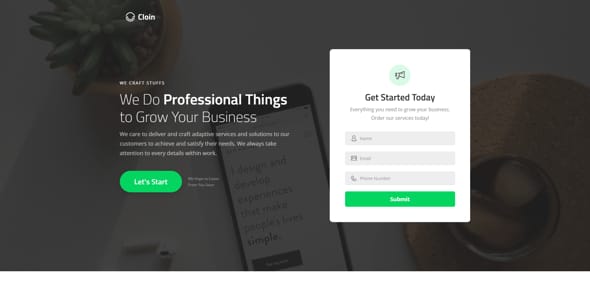 Cloin
WE CRAFT STUFFS
We Do Professional Things
to Grow Your Business
We care to deliver and craft adaptive services and solutions to our
customers to achieve and satisfy their needs. We always take
attention to every details within work.
Let's Start
We Hope to Listen
From You Soon
Get Started Today
Everything you need to grow your business,
Order our services today!
Name
Email
Phone Number
Submit
I design and
develop
experiences
that make
people's lives
simple.